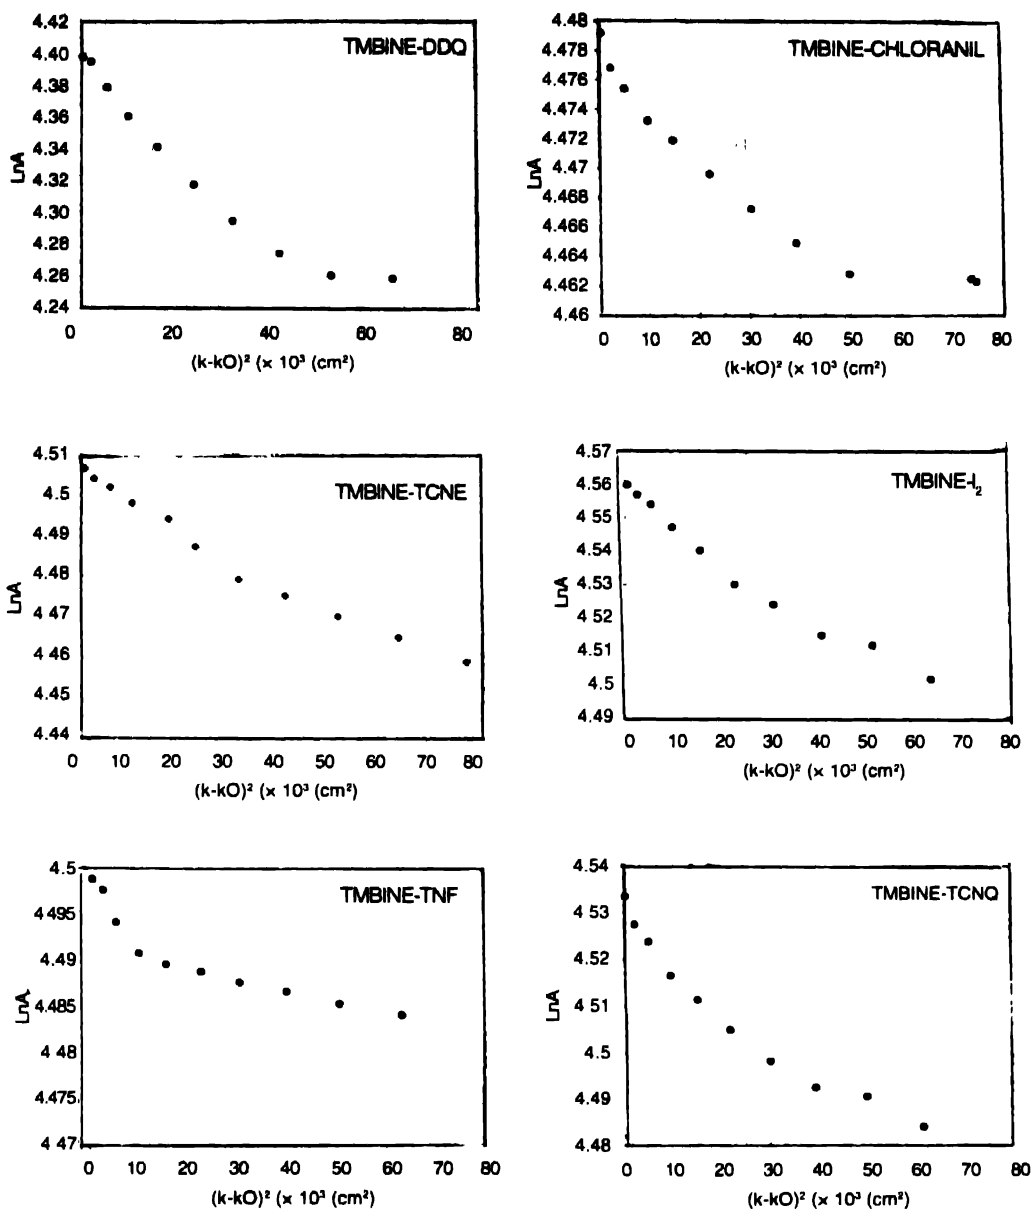 4.42
4.40
4.38
4.36
4.34
4.32
4.30
4.28
4.26
4.24
LnA
TMBINE-DDQ
0 20 40 60 80
(k-kO)² (× 10³ (cm²)
4.48
4.478
4.476
4.474
4.472
4.47
4.468
4.466
4.464
4.462
4.46
LnA
TMBINE-CHLORANIL
0 10 20 30 40 50 60 70 80
(k-kO)² (× 10³ (cm²)
4.51
4.5
4.49
4.48
4.47
4 46
4.45
4.44
LnA
TMBINE-TCNE
0 10 20 30 40 50 60 70 80
(k-kO)² (× 10³ (cm²)
4.57
4.56
4.55
4.54
4.53
4.52
4.51
4.5
4.49
LnA
TMBINE-I₂
0 10 20 30 40 50 60 70 80
(k-kO)² (× 10³ (cm²)
4.5
4 495
4.49
4.485
4 48
4.475
4 47
LnA
TMBINE-TNF
0 10 20 30 40 50 60 70 80
(k-kO)² (× 10³ (cm²)
4.54
4.53
4.52
4 51
4.5
4.49
4.48
LnA
TMBINE-TCNQ
0 10 20 30 40 50 60 70 80
(k-kO)² (× 10³ (cm²)